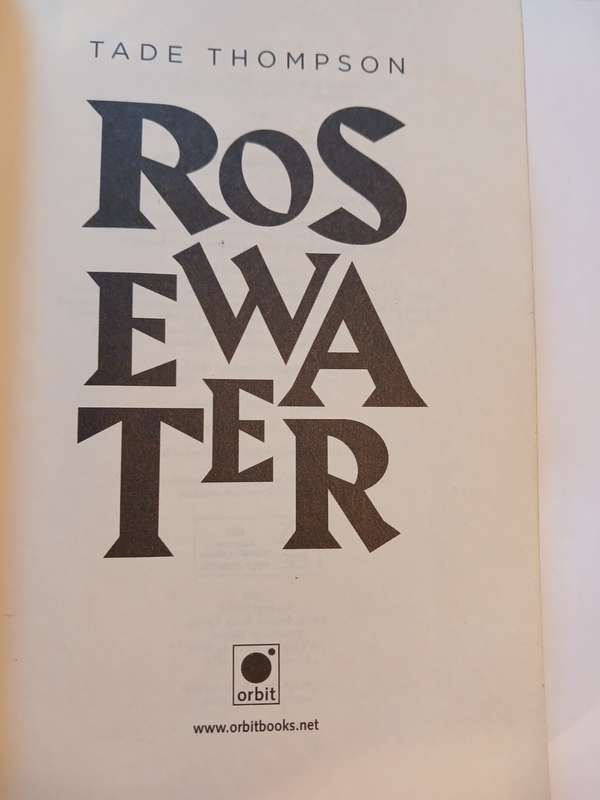 TADE THOMPSON
ROS
EWA
TER
orbit
www.orbitbooks.net